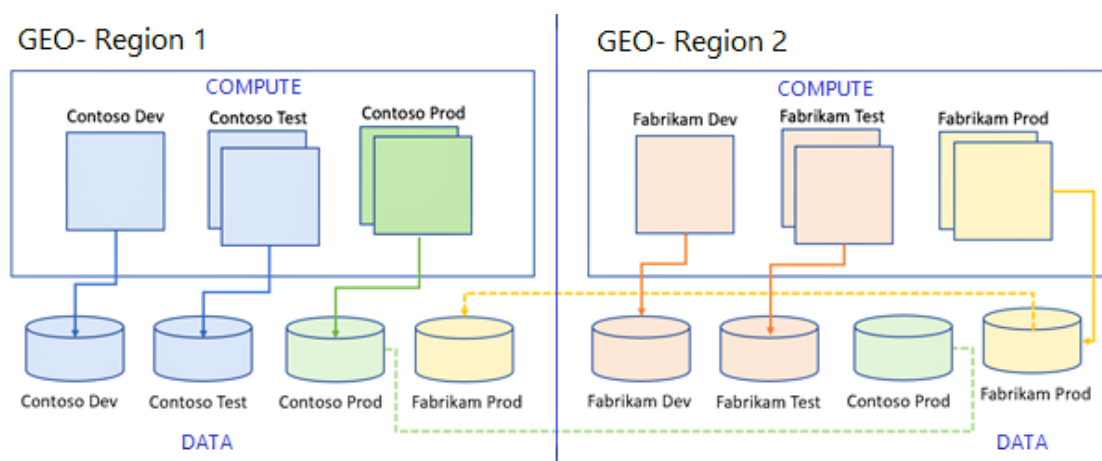 GEO- Region 1
COMPUTE
Contoso Dev
Contoso Test
Contoso Prod
Contoso Dev
Contoso Test
Contoso Prod
Fabrikam Prod
DATA
GEO- Region 2
COMPUTE
Fabrikam Dev
Fabrikam Test
Fabrikam Prod
Fabrikam Dev
Fabrikam Test
Contoso Prod
Fabrikam Prod
DATA